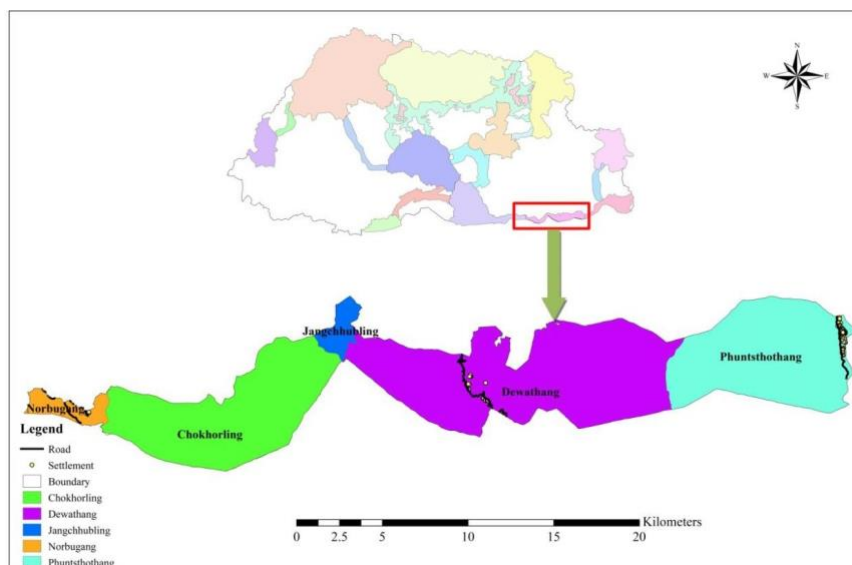 N
W E
S
Jangchhubling
Phuntsthothang
Norbugang
Dewathang
Chokhorling
Legend
Road
Settlement
Boundary
Chokhorling
Dewathang
Jangchhubling
Norbugang
Phuntsthothang
Kilometers
0 2.5 5 10 15 20